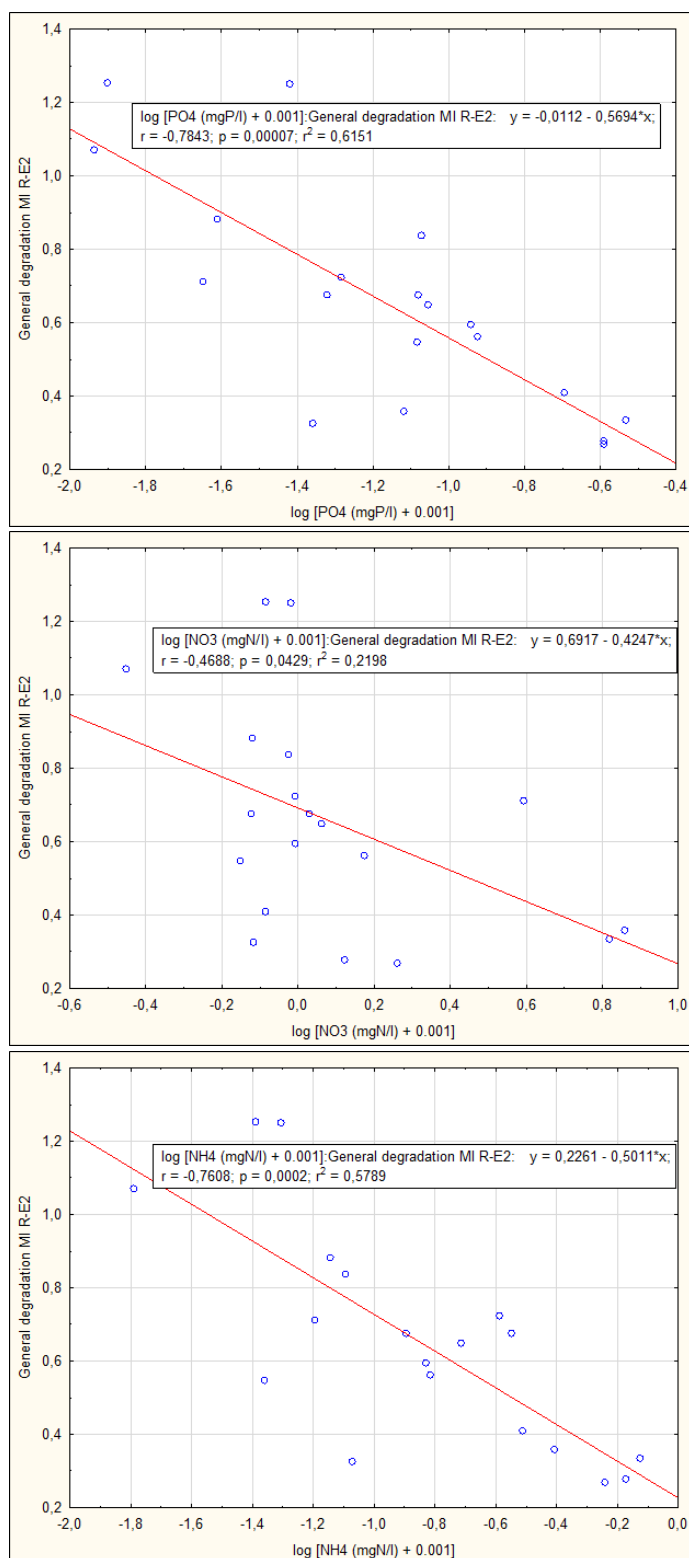 1,4
1,2
1,0
0,8
0,6
0,4
0,2
General degradation MI R-E2
log [PO4 (mgP/l) + 0.001]:General degradation MI R-E2: y = -0,0112 - 0,5694*x;
r = -0,7843; p = 0,00007; r² = 0,6151
-2,0 -1,8 -1,6 -1,4 -1,2 -1,0 -0,8 -0,6 -0,4
log [PO4 (mgP/l) + 0.001]
1,4
1,2
1,0
0,8
0,6
0,4
0,2
General degradation MI R-E2
log [NO3 (mgN/l) + 0.001]:General degradation MI R-E2: y = 0,6917 - 0,4247*x;
r = -0,4688; p = 0,0429; r² = 0,2198
-0,6 -0,4 -0,2 0,0 0,2 0,4 0,6 0,8 1,0
log [NO3 (mgN/l) + 0.001]
1,4
1,2
1,0
0,8
0,6
0,4
0,2
General degradation MI R-E2
log [NH4 (mgN/l) + 0.001]:General degradation MI R-E2: y = 0,2261 - 0,5011*x;
r = -0,7608; p = 0,0002; r² = 0,5789
-2,0 -1,8 -1,6 -1,4 -1,2 -1,0 -0,8 -0,6 -0,4 -0,2 0,0
log [NH4 (mgN/l) + 0.001]